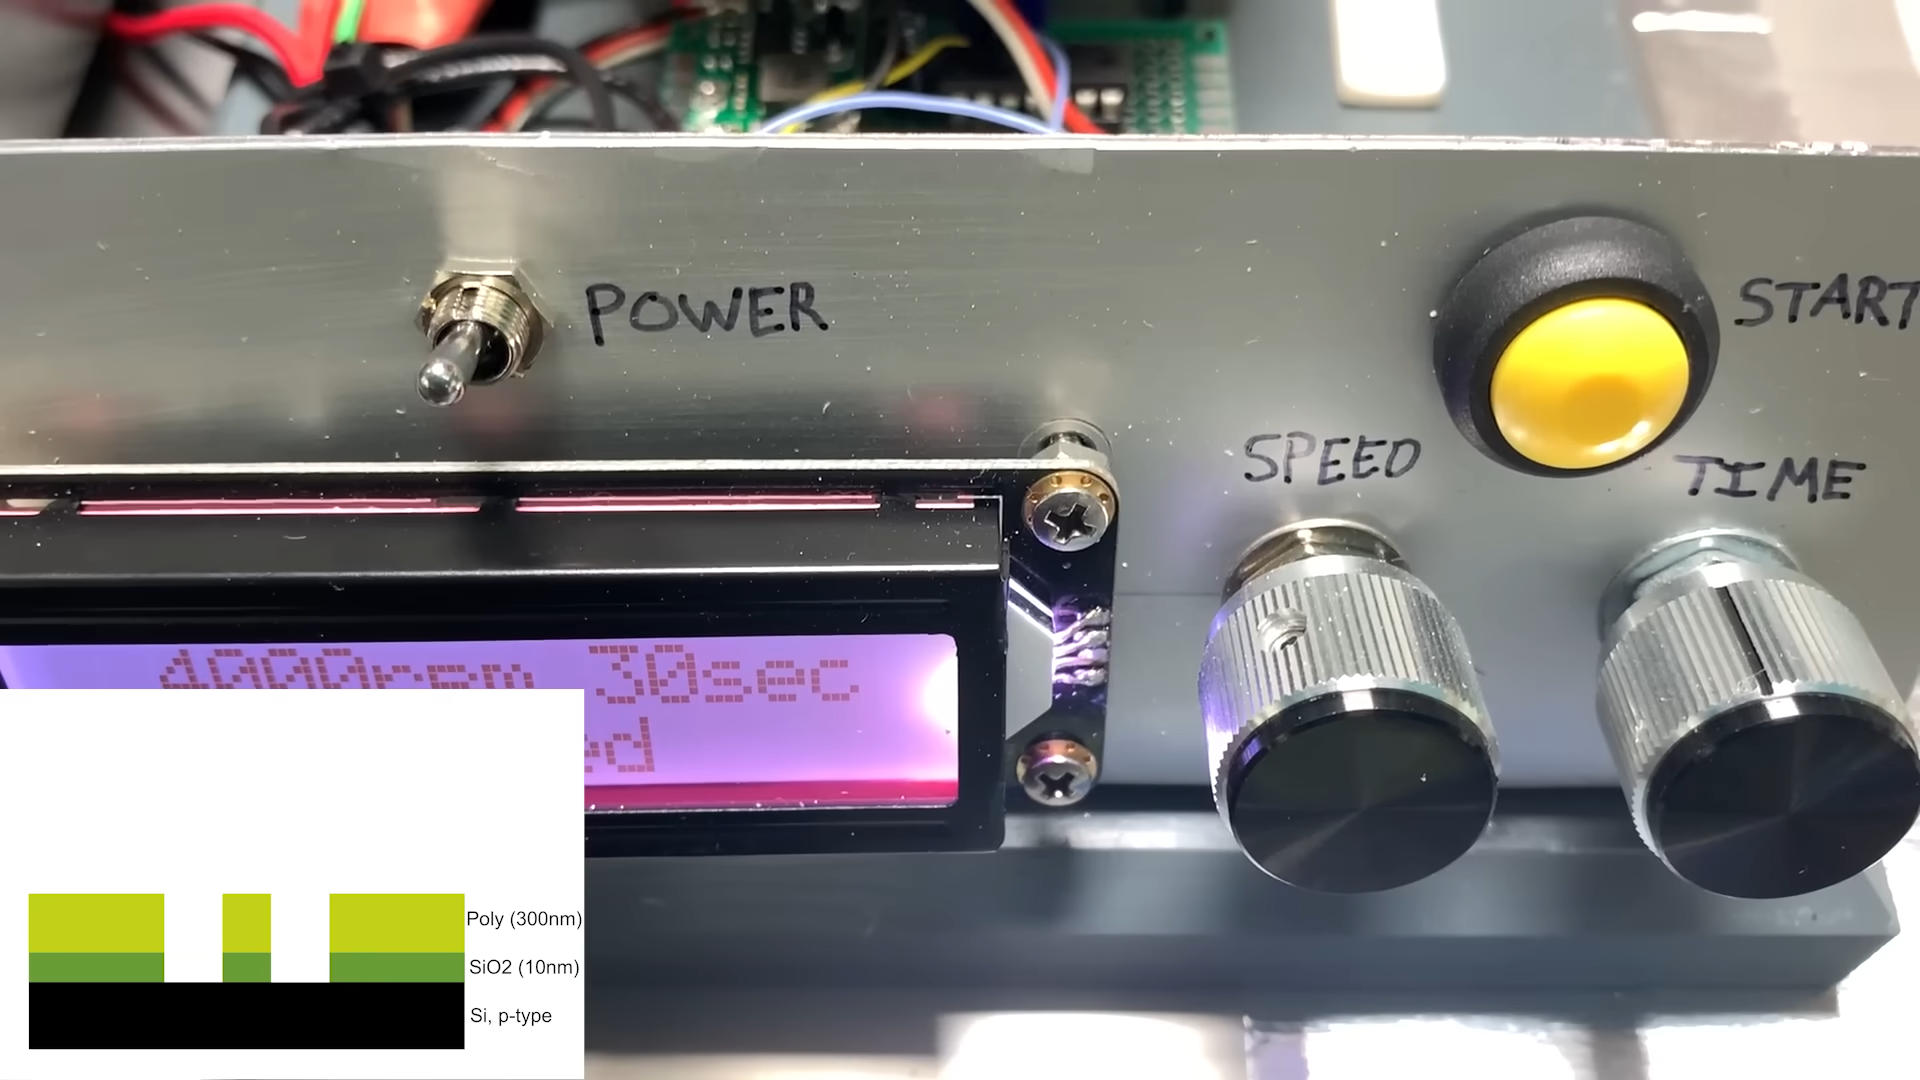 POWER
START
SPEED
TIME
4000rpm 30sec
Poly (300nm)
SiO2 (10nm)
Si, p-type